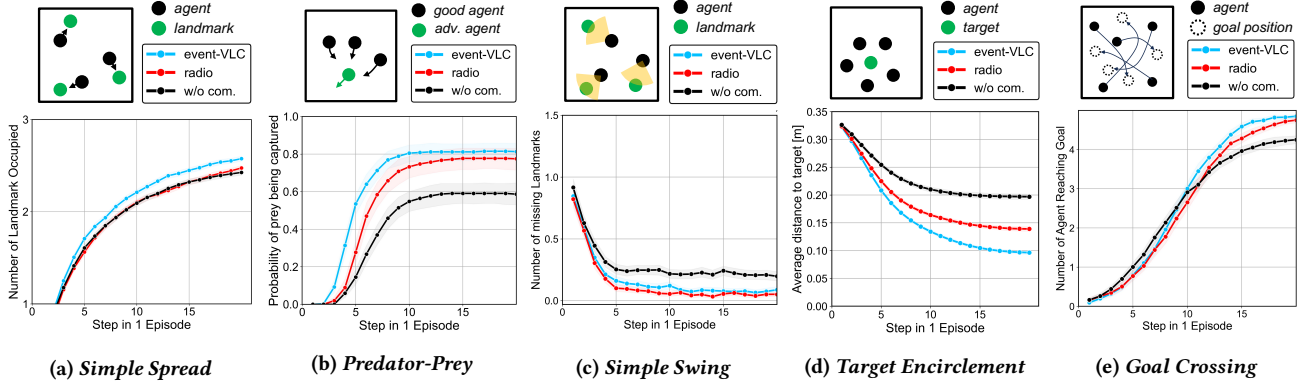 agent
landmark
event-VLC
radio
w/o com.
3
2
1
5
10
15
Number of Landmark Occupied
Step in 1 Episode
(a) Simple Spread
good agent
adv. agent
event-VLC
radio
w/o com.
1.0
0.8
0.6
0.4
0.2
0.0
5
10
15
Probability of prey being captured
Step in 1 Episode
(b) Predator-Prey
agent
landmark
event-VLC
radio
w/o com.
1.5
1.0
0.5
0.0
5
10
15
Number of missing Landmarks
Step in 1 Episode
(c) Simple Swing
agent
target
event-VLC
radio
w/o com.
0.35
0.30
0.25
0.20
0.15
0.10
0.05
0.00
5
10
15
Average distance to target [m]
Step in 1 Episode
(d) Target Encirclement
agent
goal position
event-VLC
radio
w/o com.
4
3
2
1
0
5
10
15
Number of Agent Reaching Goal
Step in 1 Episode
(e) Goal Crossing